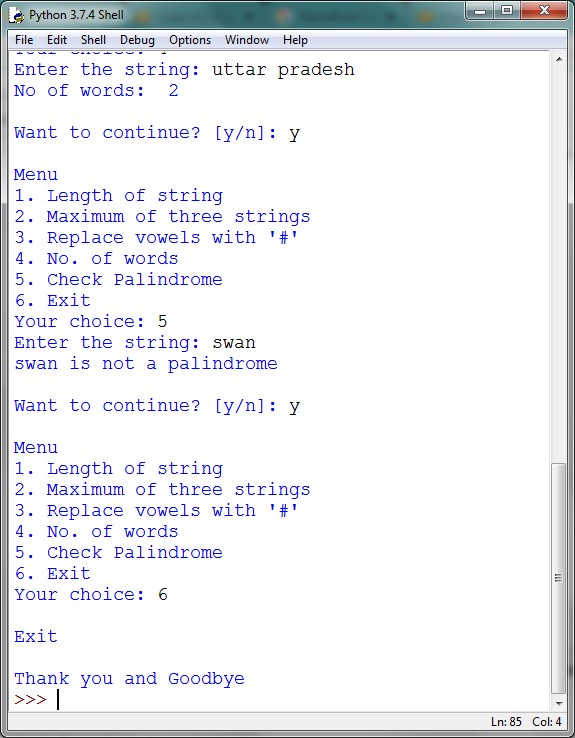 Python 3.7.4 Shell
File Edit Shell Debug Options Window Help
Enter the string: uttar pradesh
No of words:  2
Want to continue? [y/n]: y
Menu
1. Length of string
2. Maximum of three strings
3. Replace vowels with '#'
4. No. of words
5. Check Palindrome
6. Exit
Your choice: 5
Enter the string: swan
swan is not a palindrome
Want to continue? [y/n]: y
Menu
1. Length of string
2. Maximum of three strings
3. Replace vowels with '#'
4. No. of words
5. Check Palindrome
6. Exit
Your choice: 6
Exit
Thank you and Goodbye
>>>
Ln: 85 Col: 4